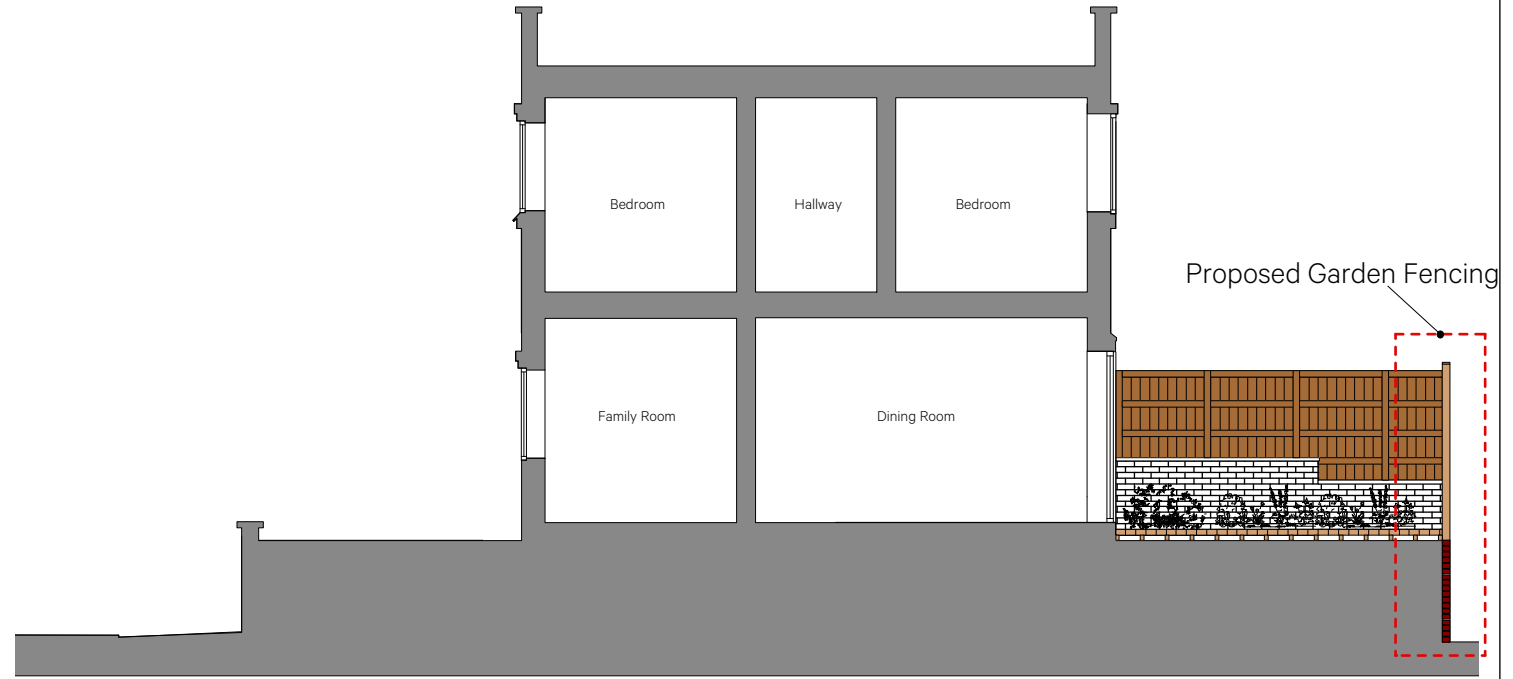 Bedroom
Hallway
Bedroom
Proposed Garden Fencing
Family Room
Dining Room